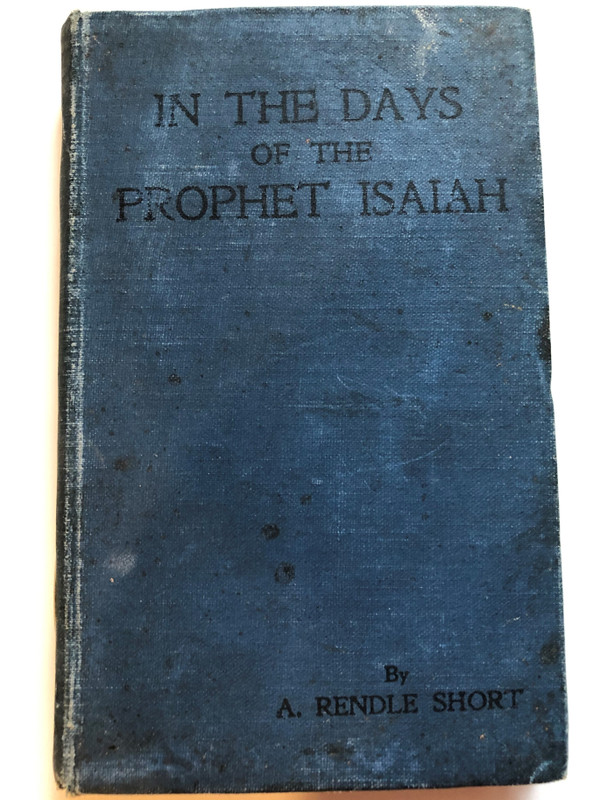 IN THE DAYS
OF THE
PROPHET ISAIAH
By
A. RENDLE SHORT